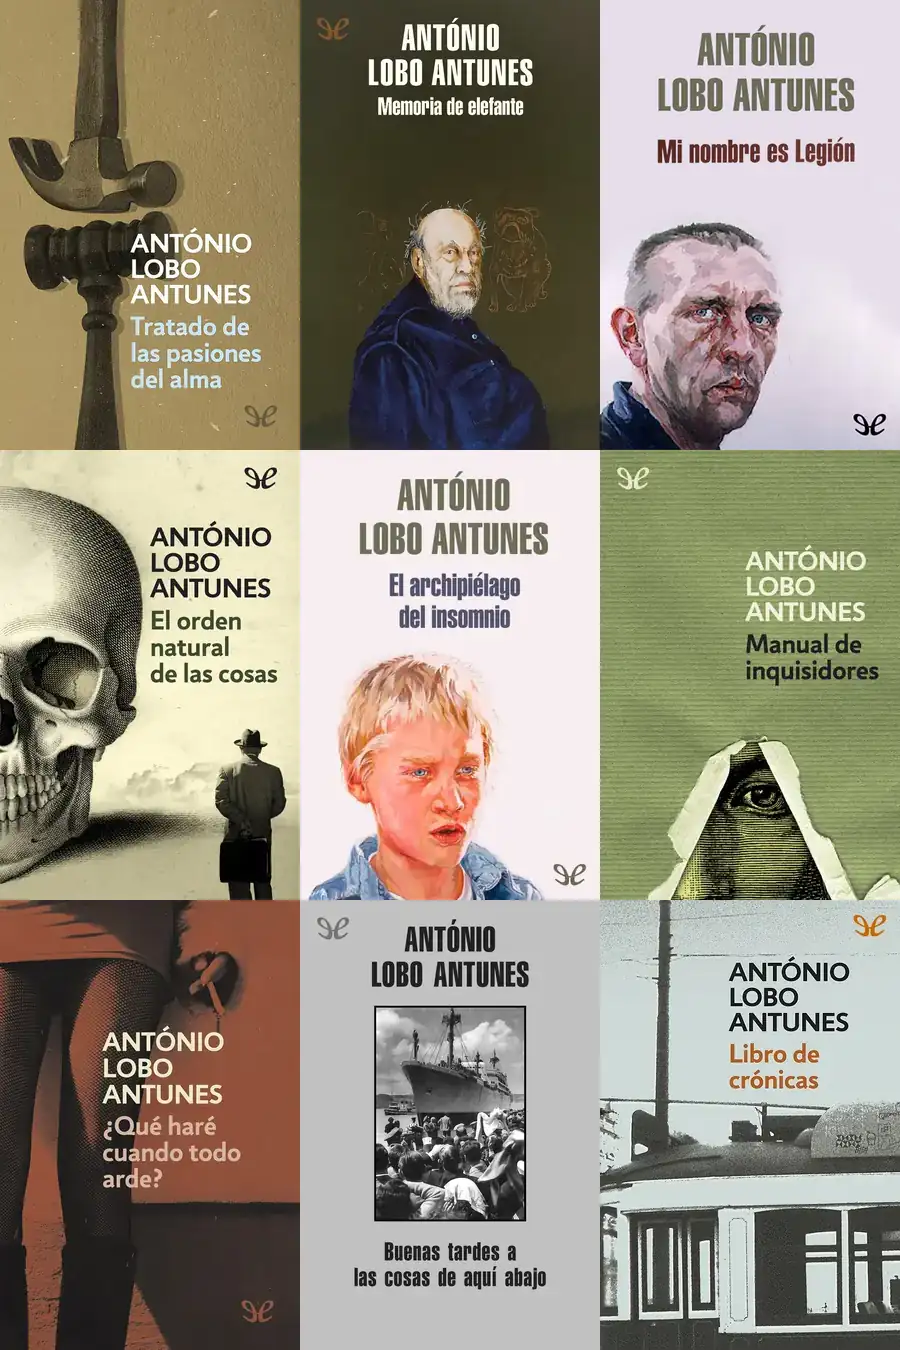 ANTÓNIO
LOBO
ANTUNES
Tratado de
las pasiones
del alma
ANTÓNIO
LOBO ANTUNES
Memoria de elefante
ANTÓNIO
LOBO ANTUNES
Mi nombre es Legión
ANTÓNIO
LOBO
ANTUNES
El orden
natural
de las cosas
ANTÓNIO
LOBO ANTUNES
El archipiélago
del insomnio
ANTÓNIO
LOBO
ANTUNES
Manual de
inquisidores
ANTÓNIO
LOBO
ANTUNES
¿Qué haré
cuando todo
arde?
ANTÓNIO
LOBO ANTUNES
Buenas tardes a
las cosas de aquí abajo
ANTÓNIO
LOBO
ANTUNES
Libro de
crónicas